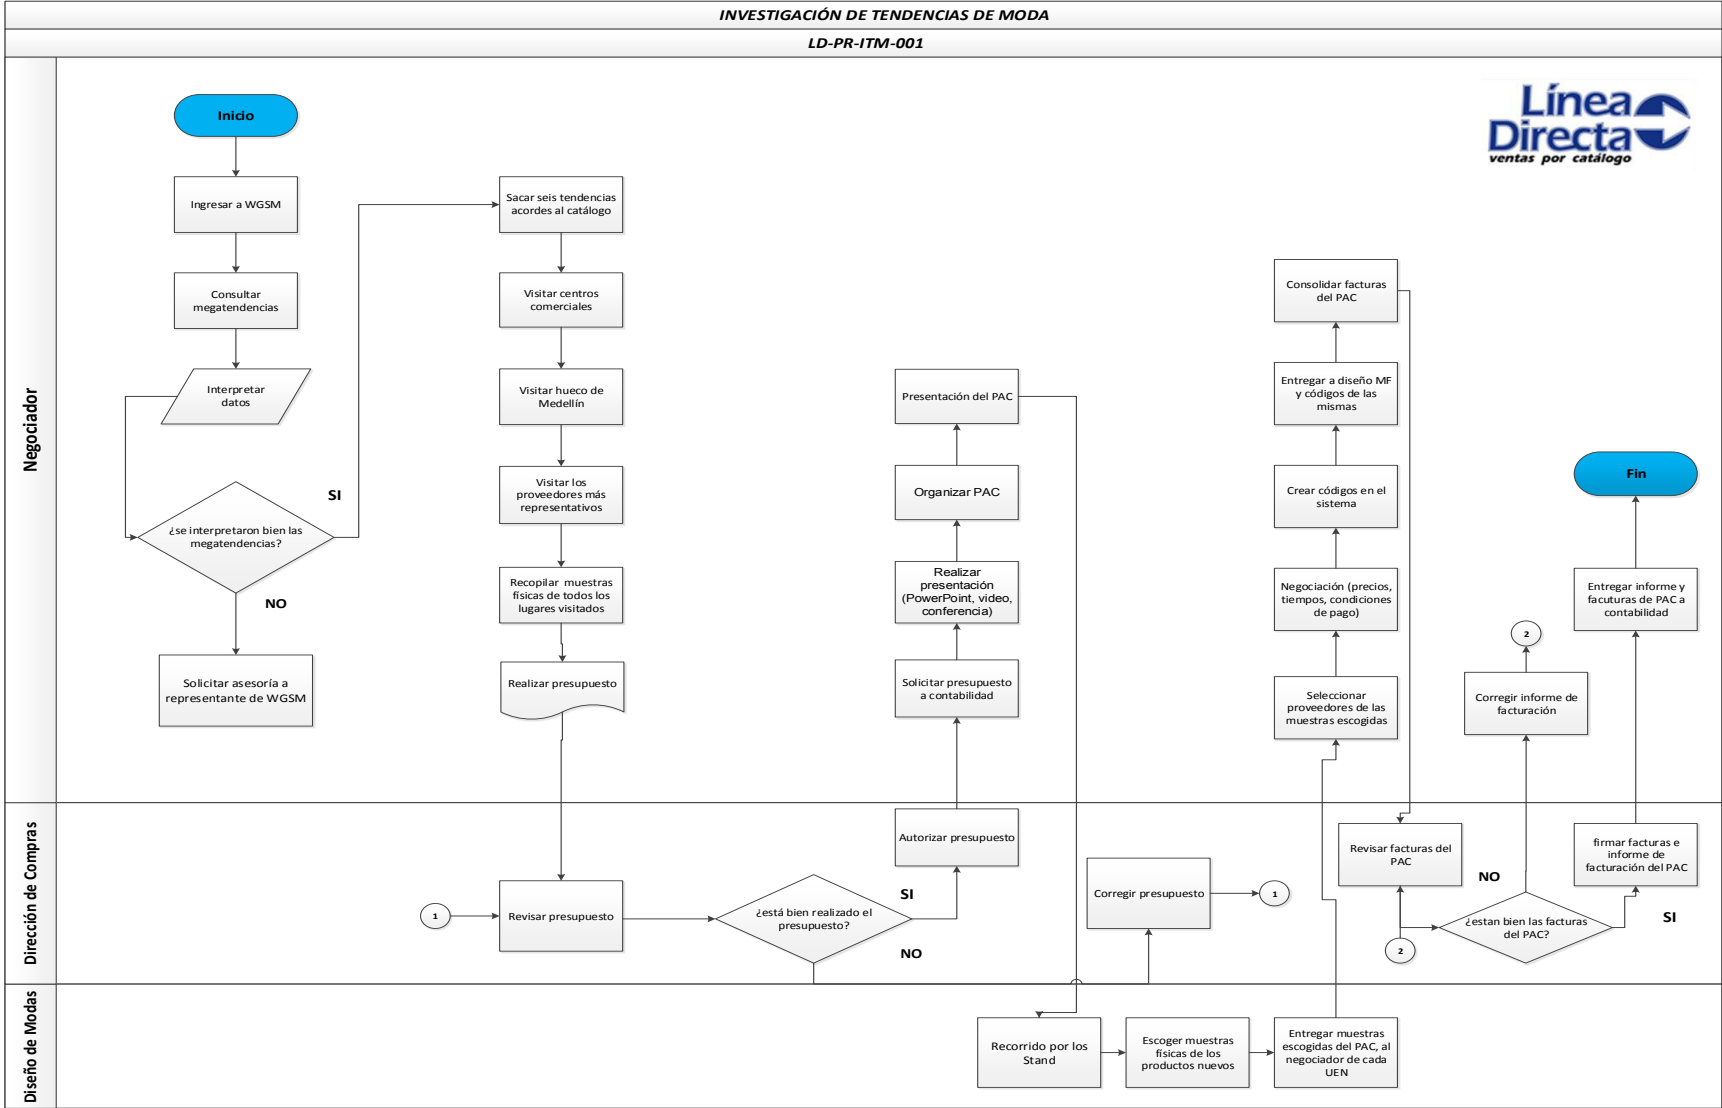 INVESTIGACIÓN DE TENDENCIAS DE MODA
LD-PR-ITM-001
Línea
Directa
ventas por catálogo
Negociador
Inicio
Ingresar a WGSM
Consultar
megatendencias
Interpretar
datos
¿se interpretaron bien las
megatendencias?
SI
NO
Solicitar asesoría a
representante de WGSM
Sacar seis tendencias
acordes al catálogo
Visitar centros
comerciales
Visitar hueco de
Medellín
Visitar los
proveedores más
representativos
Recopilar muestras
físicas de todos los
lugares visitados
Realizar presupuesto
Presentación del PAC
Organizar PAC
Realizar
presentación
(PowerPoint, video,
conferencia)
Solicitar presupuesto
a contabilidad
Consolidar facturas
del PAC
Entregar a diseño MF
y códigos de las
mismas
Crear códigos en el
sistema
Negociación (precios,
tiempos, condiciones
de pago)
Seleccionar
proveedores de las
muestras escogidas
2
Corregir informe de
facturación
Fin
Entregar informe y
facuturas de PAC a
contabilidad
Dirección de Compras
1
Revisar presupuesto
¿está bien realizado el
presupuesto?
SI
NO
Autorizar presupuesto
Corregir presupuesto
1
Revisar facturas del
PAC
2
¿estan bien las facturas
del PAC?
NO
SI
firmar facturas e
informe de
facturación del PAC
Diseño de Modas
Recorrido por los
Stand
Escoger muestras
físicas de los
productos nuevos
Entregar muestras
escogidas del PAC, al
negociador de cada
UEN